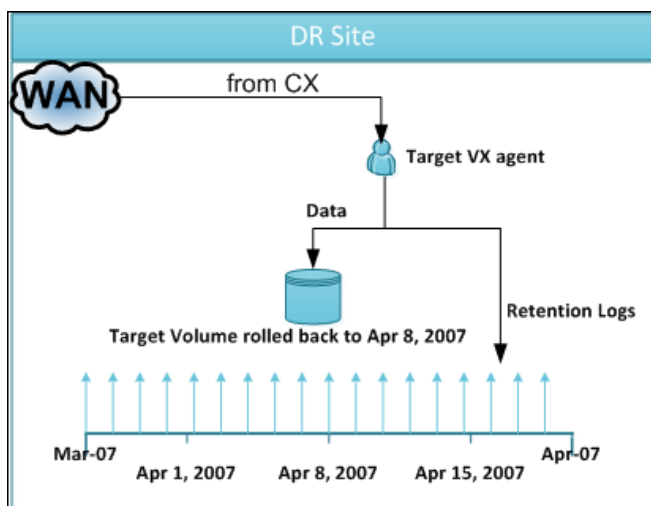 DR Site
WAN
from CX
Target VX agent
Data
Retention Logs
Target Volume rolled back to Apr 8, 2007
Mar-07
Apr 1, 2007
Apr 8, 2007
Apr 15, 2007
Apr-07